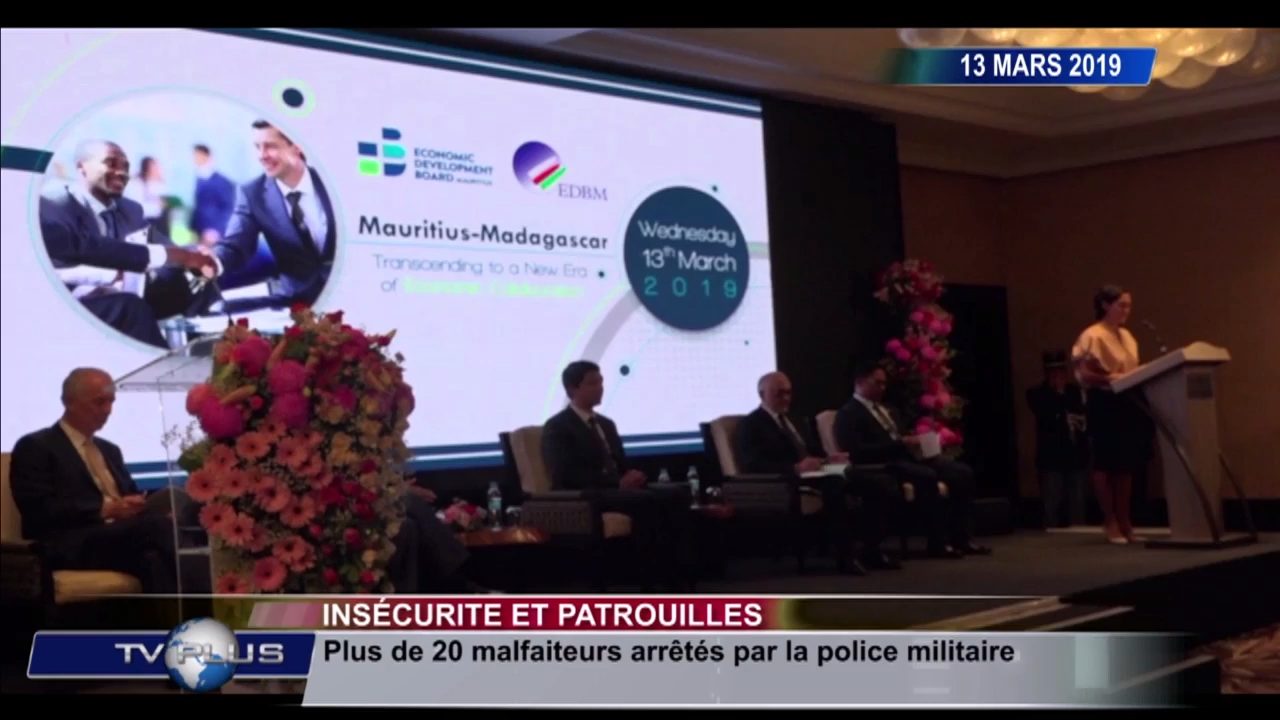 13 MARS 2019
ECONOMIC
DEVELOPMENT
BOARD MAURITIUS
EDBM
Mauritius-Madagascar
Transcending to a New Era
of
Wednesday
13th March
2019
INSÉCURITE ET PATROUILLES
TV PLUS
Plus de 20 malfaiteurs arrêtés par la police militaire